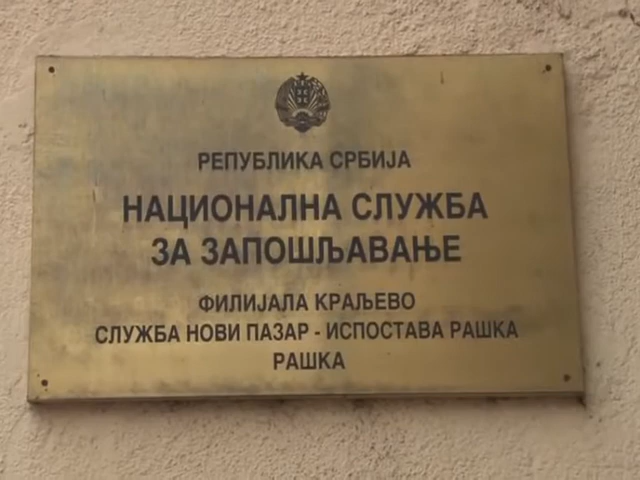 РЕПУБЛИКА СРБИЈА
НАЦИОНАЛНА СЛУЖБА
ЗА ЗАПОШЉАВАЊЕ
ФИЛИЈАЛА КРАЉЕВО
СЛУЖБА НОВИ ПАЗАР - ИСПОСТАВА РАШКА
РАШКА